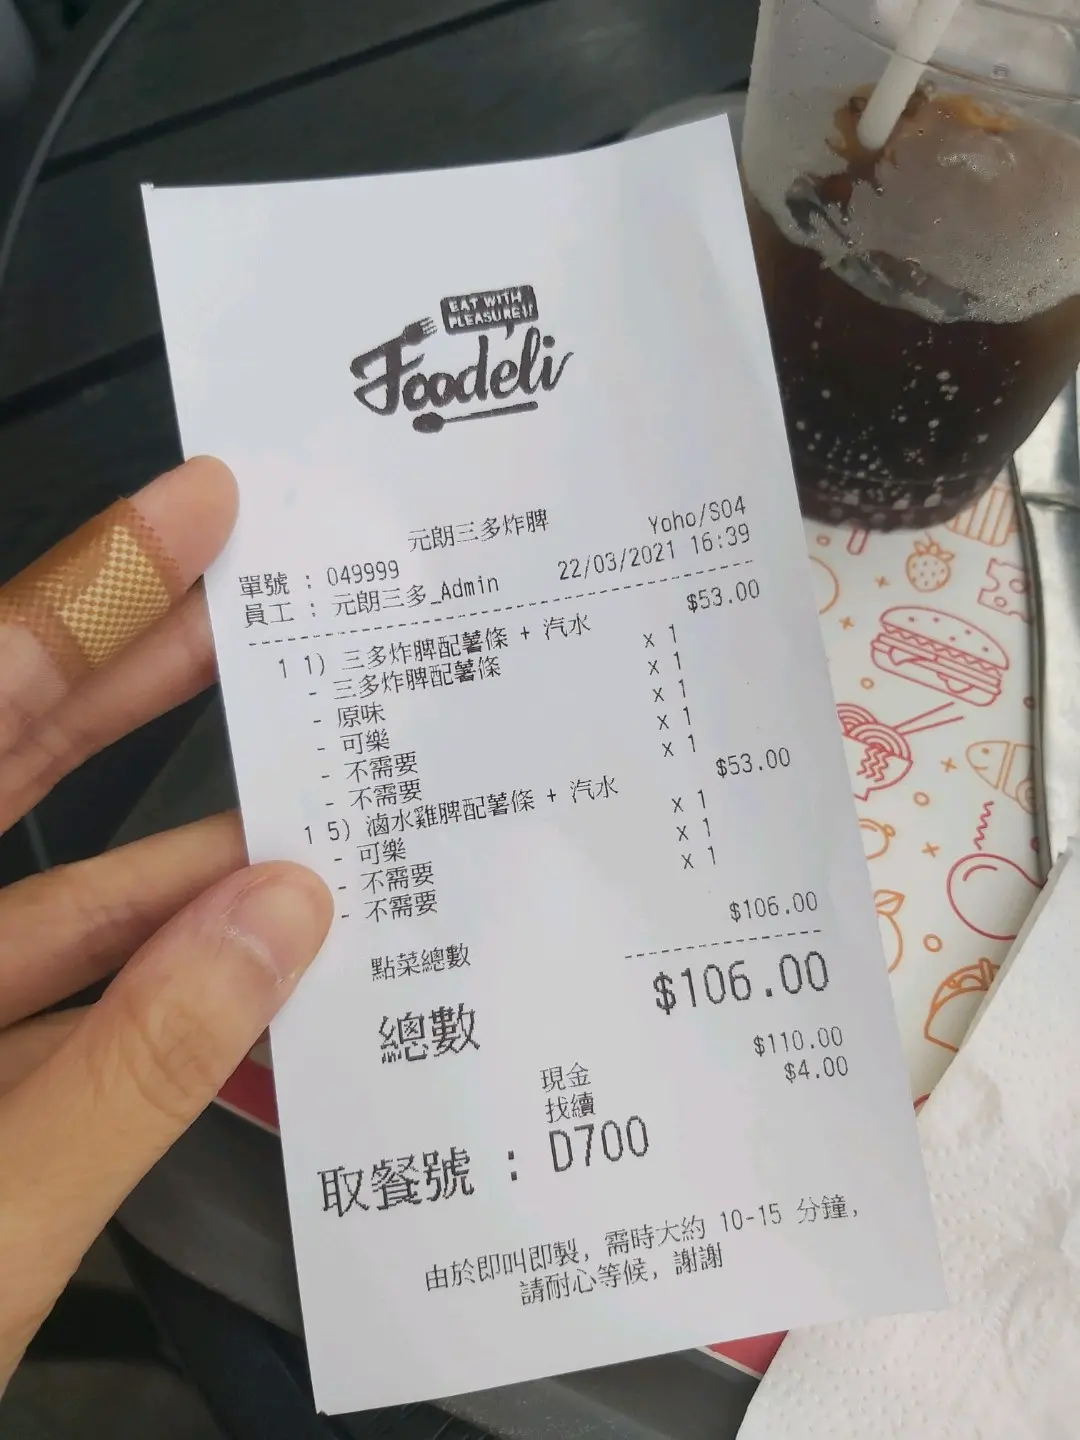 EAT WITH
PLEASURE!!
Foodeli
元朗三多炸脾
單號 : 049999 Yoho/S04
員工 : 元朗三多_Admin 22/03/2021 16:39
1 1) 三多炸脾配薯條 + 汽水 $53.00
- 三多炸脾配薯條 x 1
- 原味 x 1
- 可樂 x 1
- 不需要 x 1
- 不需要 x 1
1 5) 滷水雞脾配薯條 + 汽水 $53.00
- 可樂 x 1
- 不需要 x 1
- 不需要 x 1
點菜總數 $106.00
總數 $106.00
現金 $110.00
找續 $4.00
取餐號 : D700
由於即叫即製, 需時大約 10-15 分鐘,
請耐心等候, 謝謝